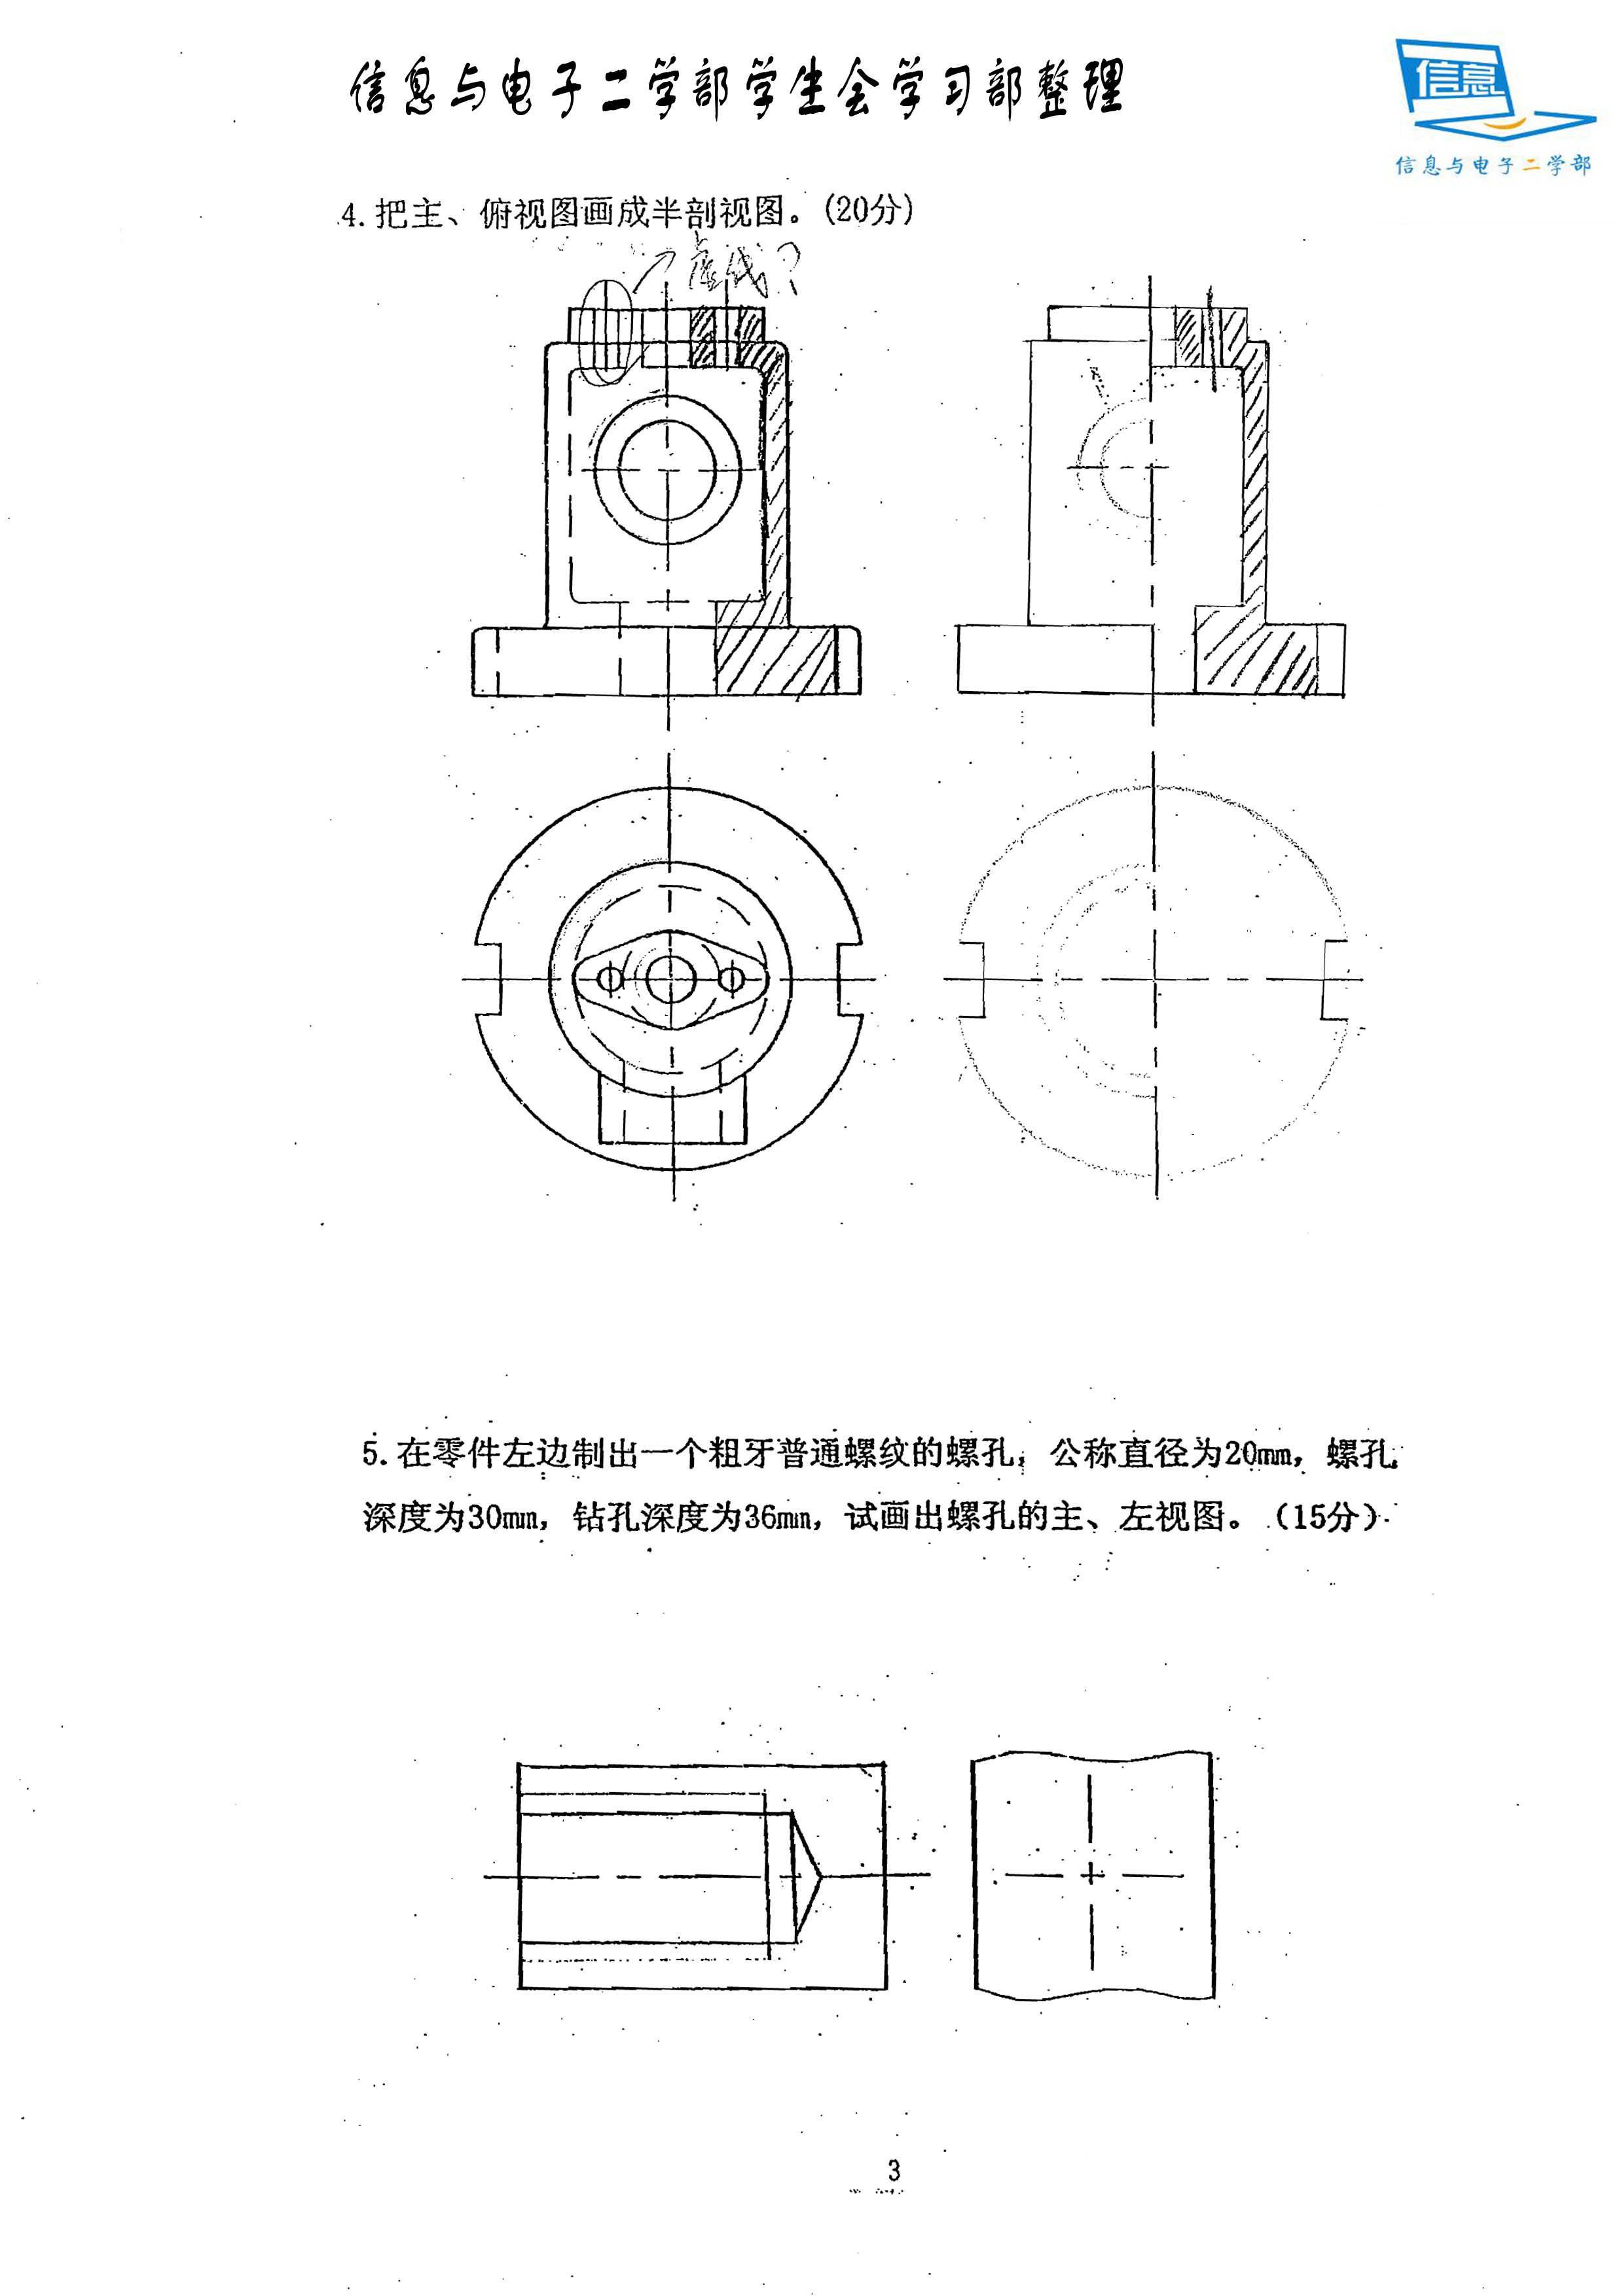 信息与电子二学部学生会学习部整理
信息
信息与电子二学部
4.把主、俯视图画成半剖视图。(20分)
虚线？
5.在零件左边制出一个粗牙普通螺纹的螺孔，公称直径为20mm，螺孔
深度为30mm，钻孔深度为36mm，试画出螺孔的主、左视图。(15分)
3